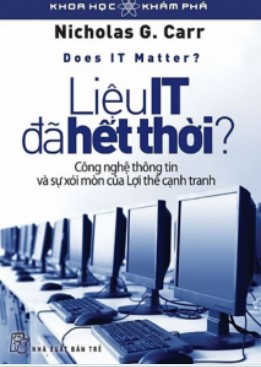 KHOA HỌC KHÁM PHÁ
Nicholas G. Carr
Does IT Matter?
Liệu IT
đã hết thời?
Công nghệ thông tin
và sự xói mòn của Lợi thế cạnh tranh
NHÀ XUẤT BẢN TRẺ